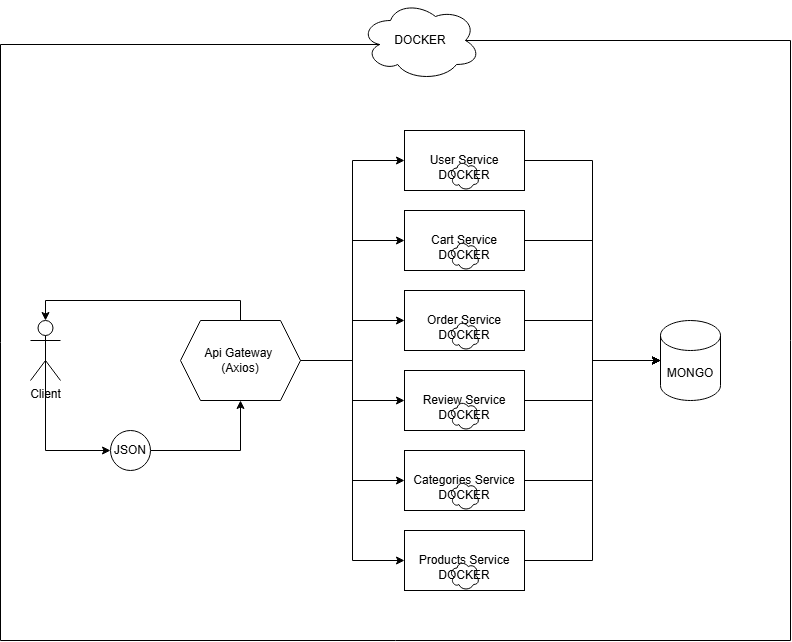 DOCKER
User Service
DOCKER
Cart Service
DOCKER
Order Service
DOCKER
Api Gateway
(Axios)
MONGO
Client
Review Service
DOCKER
JSON
Categories Service
DOCKER
Products Service
DOCKER